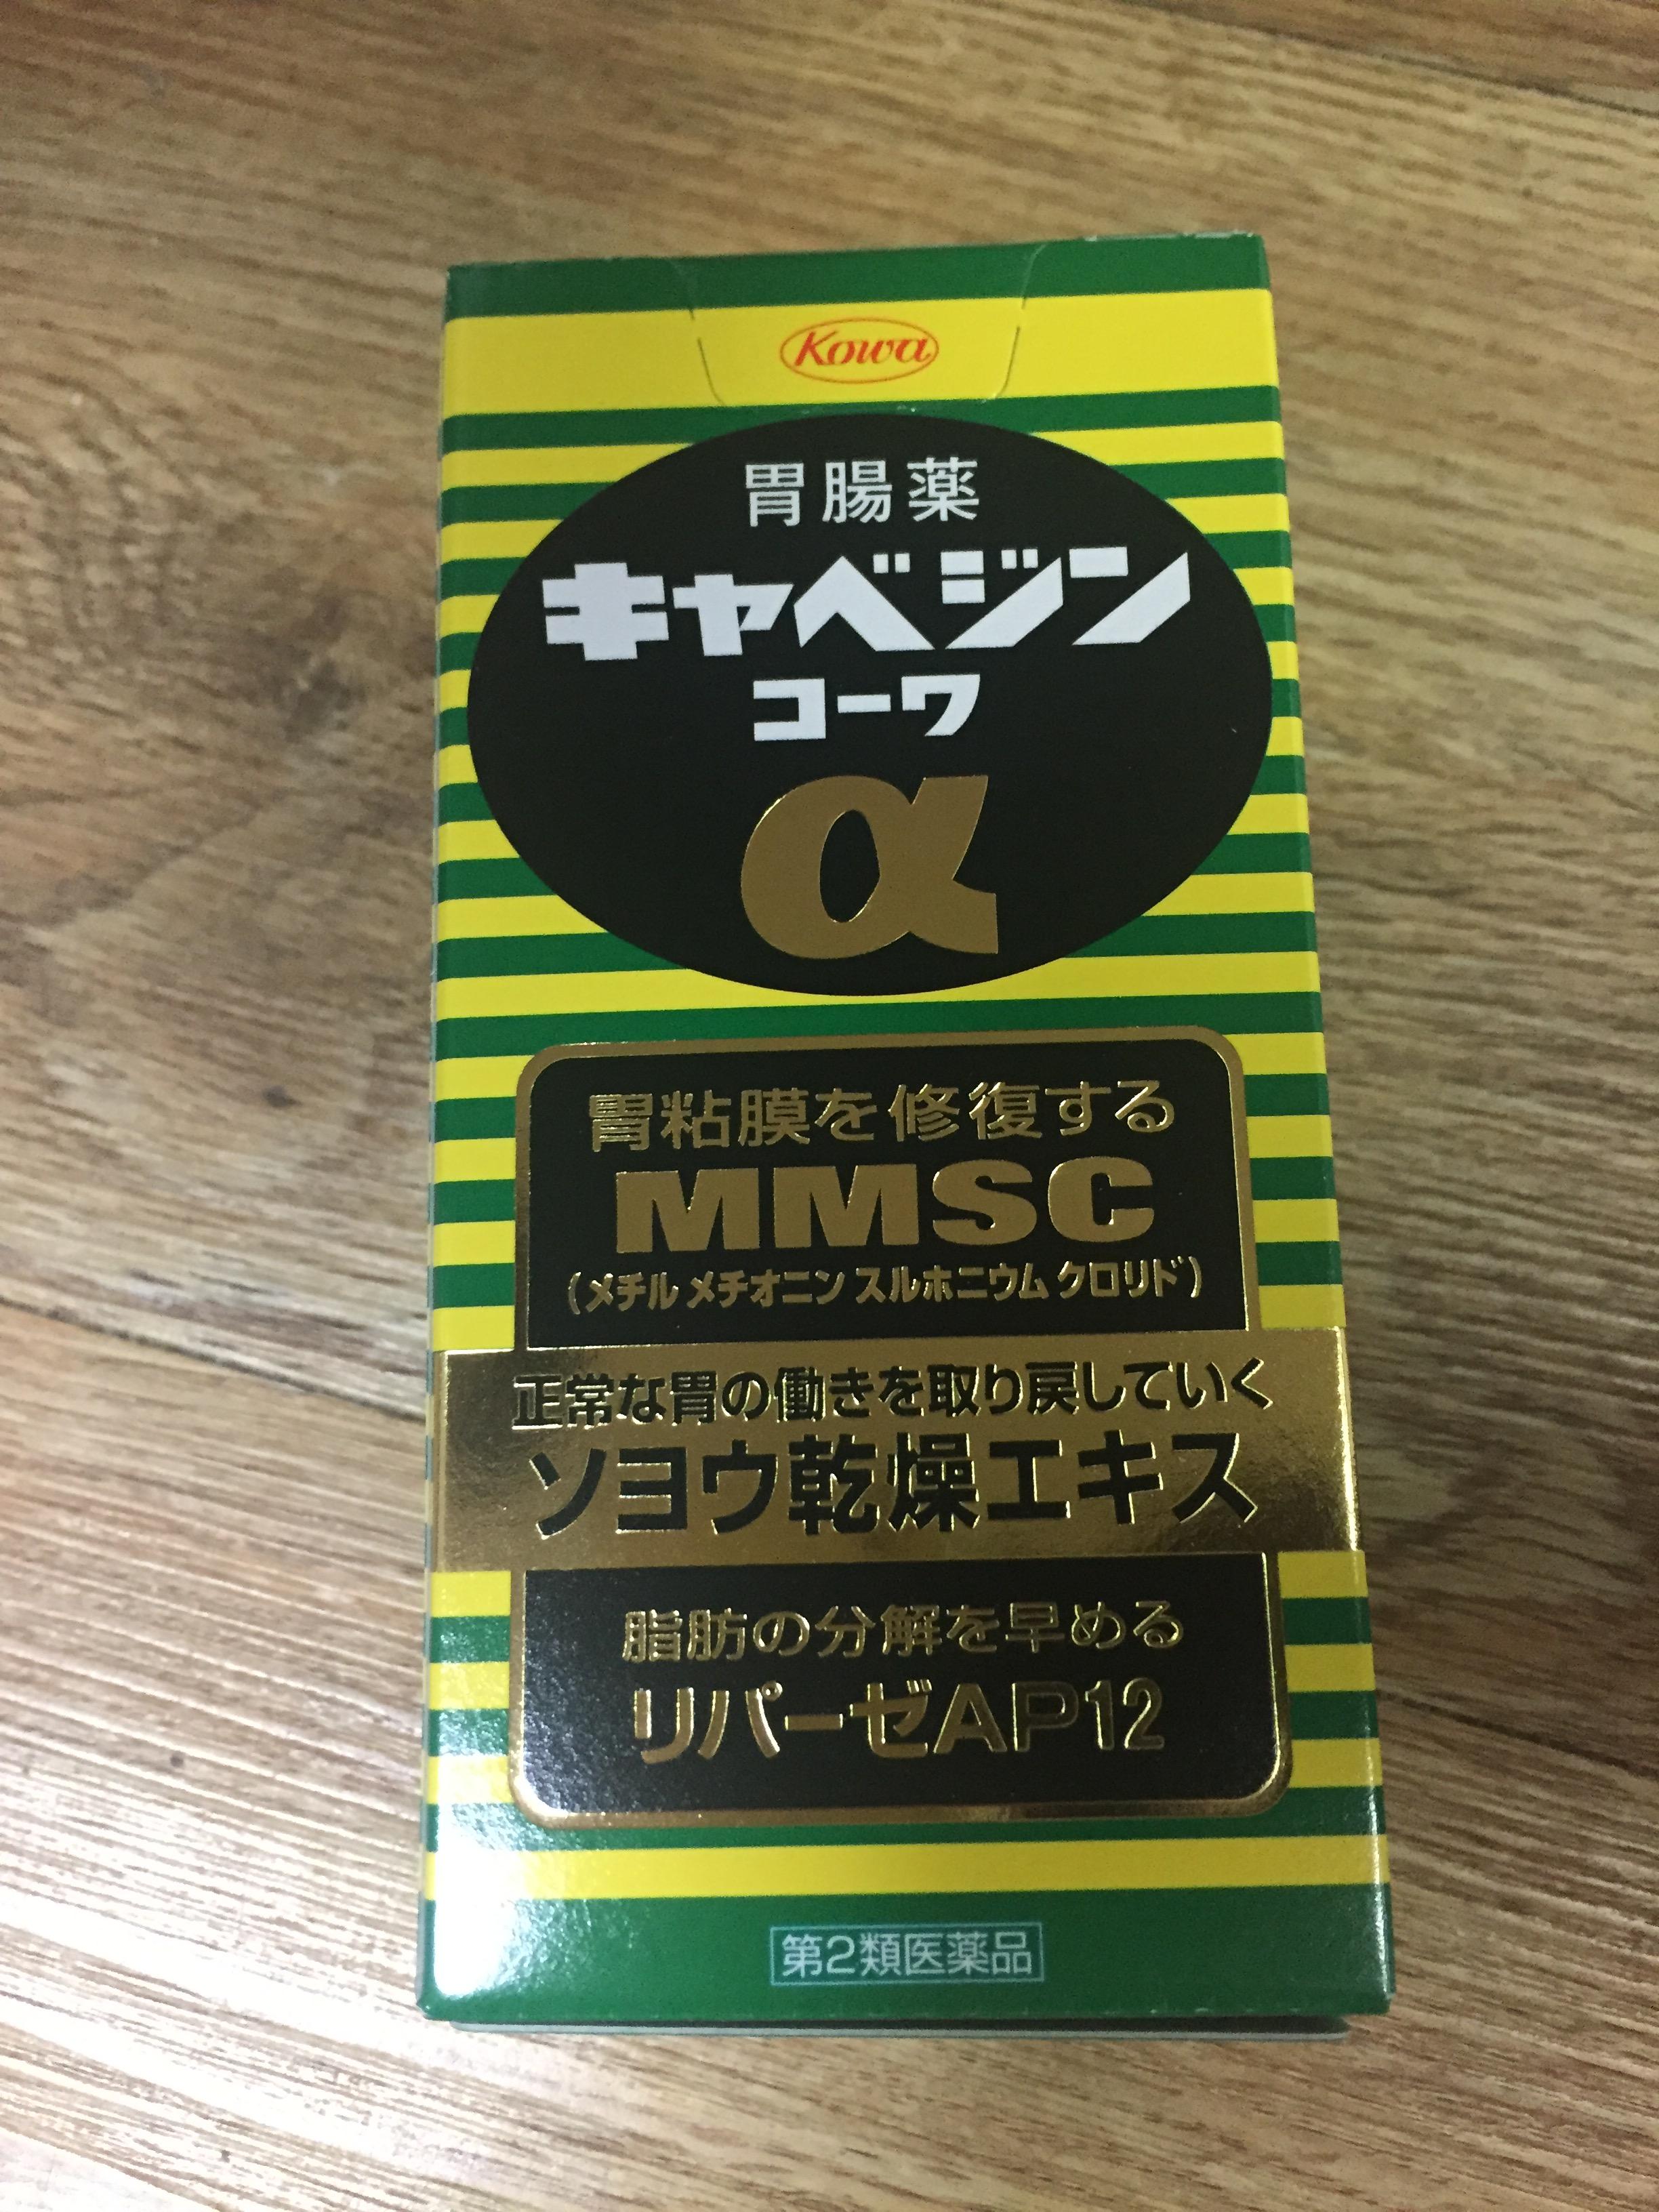 Kowa
胃腸薬
キャベジン
コーワ
α
胃粘膜を修復する
MMSC
（メチル メチオニン スルホニウム クロリド）
正常な胃の働きを取り戻していく
ソヨウ乾燥エキス
脂肪の分解を早める
リパーゼAP12
第2類医薬品